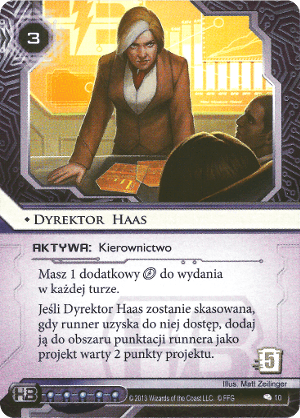 3
• Dyrektor Haas
AKTYWA: Kierownictwo
Masz 1 dodatkowy do wydania
w każdej turze.
Jeśli Dyrektor Haas zostanie skasowana,
gdy runner uzyska do niej dostęp, dodaj
ją do obszaru punktacji runnera jako
projekt warty 2 punkty projektu.
5
Illus. Matt Zeilinger
HB
© 2013 Wizards of the Coast LLC. © FFG
10